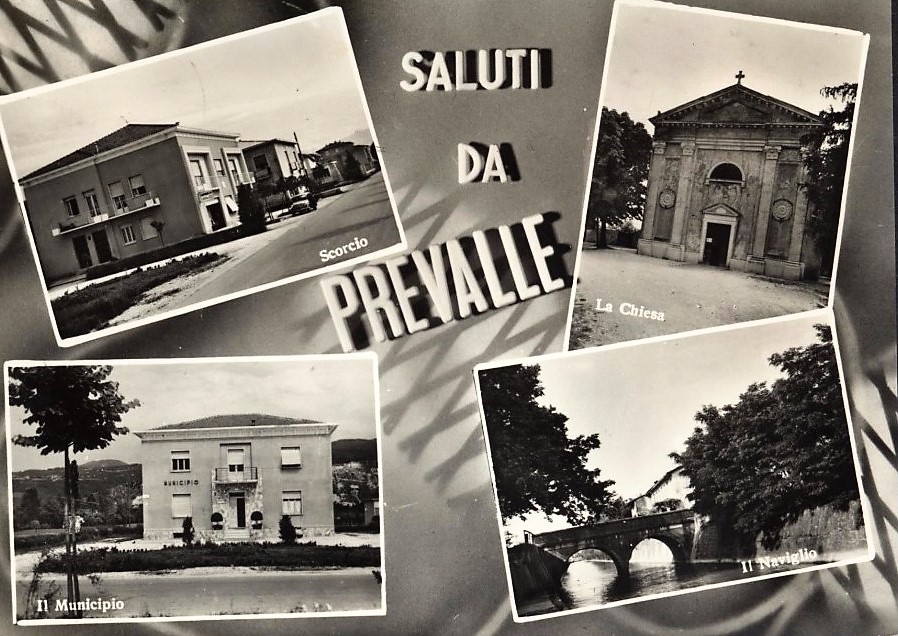 SALUTI
DA
PREVALLE
Scorcio
La Chiesa
MUNICIPIO
Il Municipio
Il Naviglio